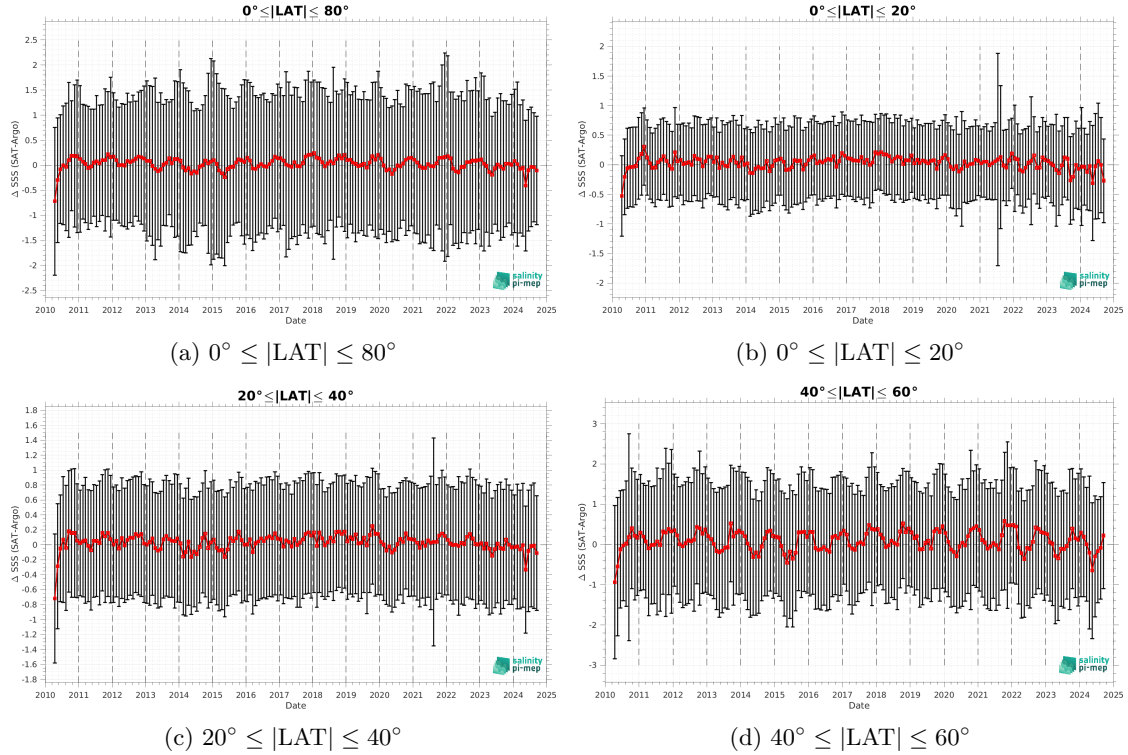 0°≤|LAT|≤ 80°
Δ SSS (SAT-Argo)
2.5
2
1.5
1
0.5
0
-0.5
-1
-1.5
-2
-2.5
2010 2011 2012 2013 2014 2015 2016 2017 2018 2019 2020 2021 2022 2023 2024 2025
Date
salinity
pi-mep
(a) 0° ≤ |LAT| ≤ 80°
0°≤|LAT|≤ 20°
Δ SSS (SAT-Argo)
2
1.5
1
0.5
0
-0.5
-1
-1.5
-2
2010 2011 2012 2013 2014 2015 2016 2017 2018 2019 2020 2021 2022 2023 2024 2025
Date
salinity
pi-mep
(b) 0° ≤ |LAT| ≤ 20°
20°≤|LAT|≤ 40°
Δ SSS (SAT-Argo)
1.8
1.6
1.4
1.2
1
0.8
0.6
0.4
0.2
0
-0.2
-0.4
-0.6
-0.8
-1
-1.2
-1.4
-1.6
-1.8
2010 2011 2012 2013 2014 2015 2016 2017 2018 2019 2020 2021 2022 2023 2024 2025
Date
salinity
pi-mep
(c) 20° ≤ |LAT| ≤ 40°
40°≤|LAT|≤ 60°
Δ SSS (SAT-Argo)
3
2
1
0
-1
-2
-3
2010 2011 2012 2013 2014 2015 2016 2017 2018 2019 2020 2021 2022 2023 2024 2025
Date
salinity
pi-mep
(d) 40° ≤ |LAT| ≤ 60°